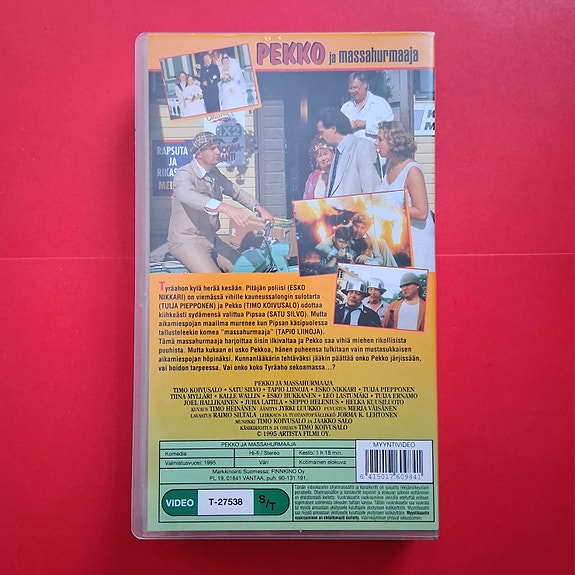 PEKKO ja massahurmaaja
RAPSUTA
JA
RIKAS
Tyräahon kylä herää kesään. Pitäjän poliisi (ESKO
NIKKARI) on viemässä vihille kauneussalongin sulotarta
(TUIJA PIEPPONEN) ja Pekko (TIMO KOIVUSALO) odottaa
kiihkeästi sydämensä valittua Pipsaa (SATU SILVO). Mutta
aikamiespojan maailma murenee kun Pipsan käsipuolessa
tallusteleekin komea "massahurmaaja" (TAPIO LIINOJA).
Tämä massahurmaaja harjoittaa öisin ilkivaltaa ja Pekko saa vihiä miehen rikollisista
puuhista. Mutta kukaan ei usko Pekkoa, hänen puheensa tulkitaan vain mustasukkaisen
aikamiespojan höpinäksi. Kunnanlääkärin tehtäväksi jääkin päättää onko Pekko järjissään,
vai hoidon tarpeessa. Vai onko koko Tyräaho sekoamassa...?
PEKKO JA MASSAHURMAAJA
TIMO KOIVUSALO • SATU SILVO • TAPIO LIINOJA • ESKO NIKKARI • TUIJA PIEPPONEN
TIINA MYLLÄRI • KALLE WALLIN • ESKO HUKKANEN • LEO LASTUMÄKI • TUIJA ERNAMO
JOEL HALLIKAINEN • JUHA LAITILA • SEPPO HELENIUS • HELKA KUUSILUOTO
KUVAUS TIMO HEINÄNEN ÄÄNITYS JYRKI LUUKKO PUVUSTUS MERJA VÄISÄNEN
LAVASTUS RAIMO SILTALA LEIKKAUS JA TUOTANTOPÄÄLLIKKÖ JORMA K. LEHTONEN
MUSIIKKI TIMO KOIVUSALO JA JAAKKO SALO
KÄSIKIRJOITUS JA OHJAUS TIMO KOIVUSALO
© 1995 ARTISTA FILMI OY.
PEKKO JA MASSAHURMAAJA
Komedia Hi-fi / Stereo Kesto: 1 h 18 min.
Valmistusvuosi: 1995 Väri Kotimainen elokuva
Markkinointi Suomessa: FINNKINO OY
PL 19, 01641 VANTAA, puh. 90-131 191.
MYYNTIVIDEO
6 415017 609841
VIDEO T-27538 S/T